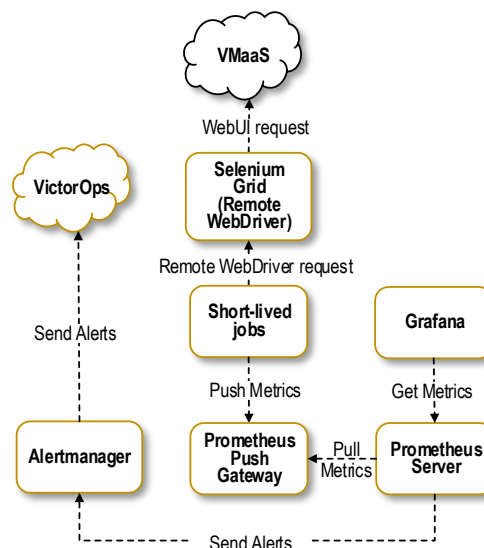 VMaaS
WebUI request
Selenium
Grid
(Remote
WebDriver)
VictorOps
Remote WebDriver request
Short-lived
jobs
Grafana
Send Alerts
Push Metrics
Get Metrics
Alertmanager
Prometheus
Push
Gateway
Pull
Metrics
Prometheus
Server
Send Alerts